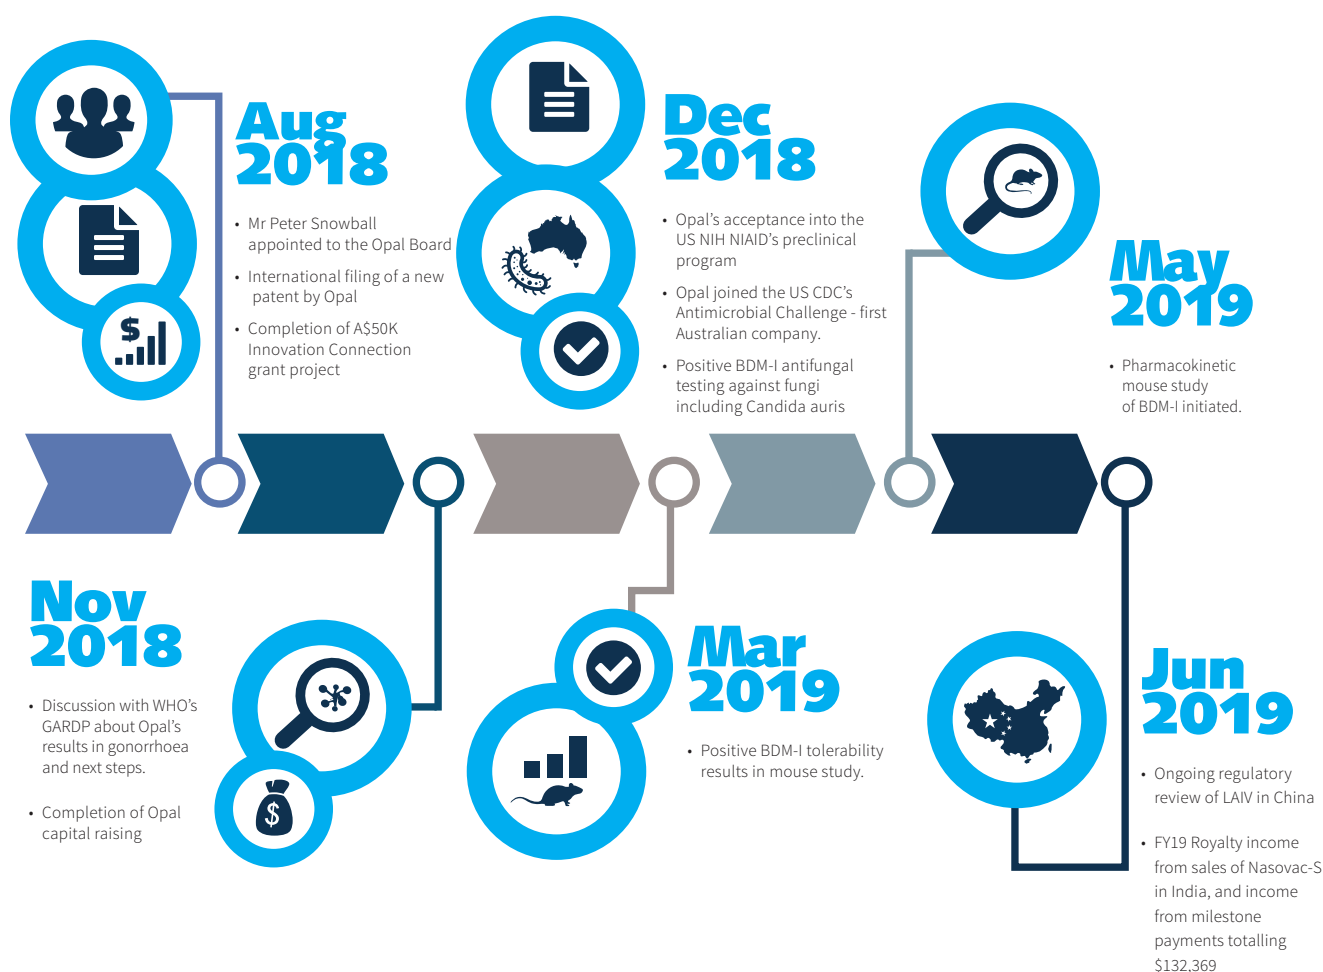 Aug
2018
• Mr Peter Snowball
appointed to the Opal Board
• International filing of a new
patent by Opal
• Completion of A$50K
Innovation Connection
grant project
Nov
2018
• Discussion with WHO’s
GARDP about Opal’s
results in gonorrhoea
and next steps.
• Completion of Opal
capital raising
Dec
2018
• Opal’s acceptance into the
US NIH NIAID’s preclinical
program
• Opal joined the US CDC’s
Antimicrobial Challenge - first
Australian company.
• Positive BDM-I antifungal
testing against fungi
including Candida auris
Mar
2019
• Positive BDM-I tolerability
results in mouse study.
May
2019
• Pharmacokinetic
mouse study
of BDM-I initiated.
Jun
2019
• Ongoing regulatory
review of LAIV in China
• FY19 Royalty income
from sales of Nasovac-S
in India, and income
from milestone
payments totalling
$132,369
$
$